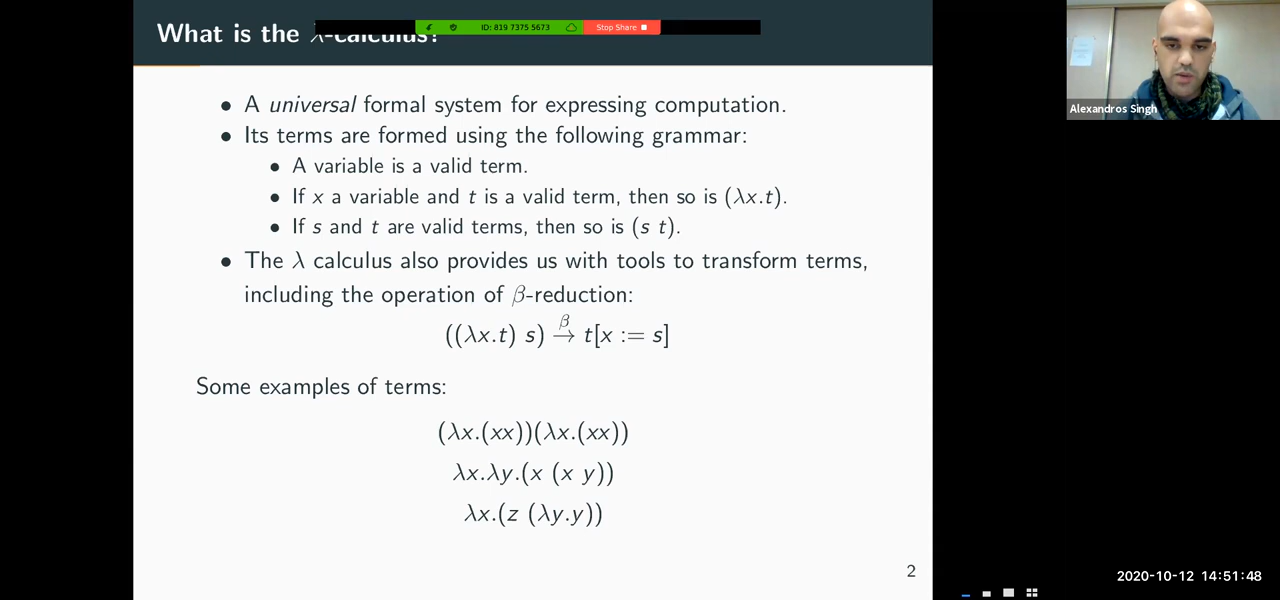 What is the λ-calculus?
ID: 819 7375 5673
Stop Share
Alexandros Singh
• A universal formal system for expressing computation.
• Its terms are formed using the following grammar:
• A variable is a valid term.
• If x a variable and t is a valid term, then so is (λx.t).
• If s and t are valid terms, then so is (s t).
• The λ calculus also provides us with tools to transform terms,
including the operation of β-reduction:
((λx.t) s) →^β t[x := s]
Some examples of terms:
(λx.(xx))(λx.(xx))
λx.λy.(x (x y))
λx.(z (λy.y))
2
2020-10-12 14:51:48